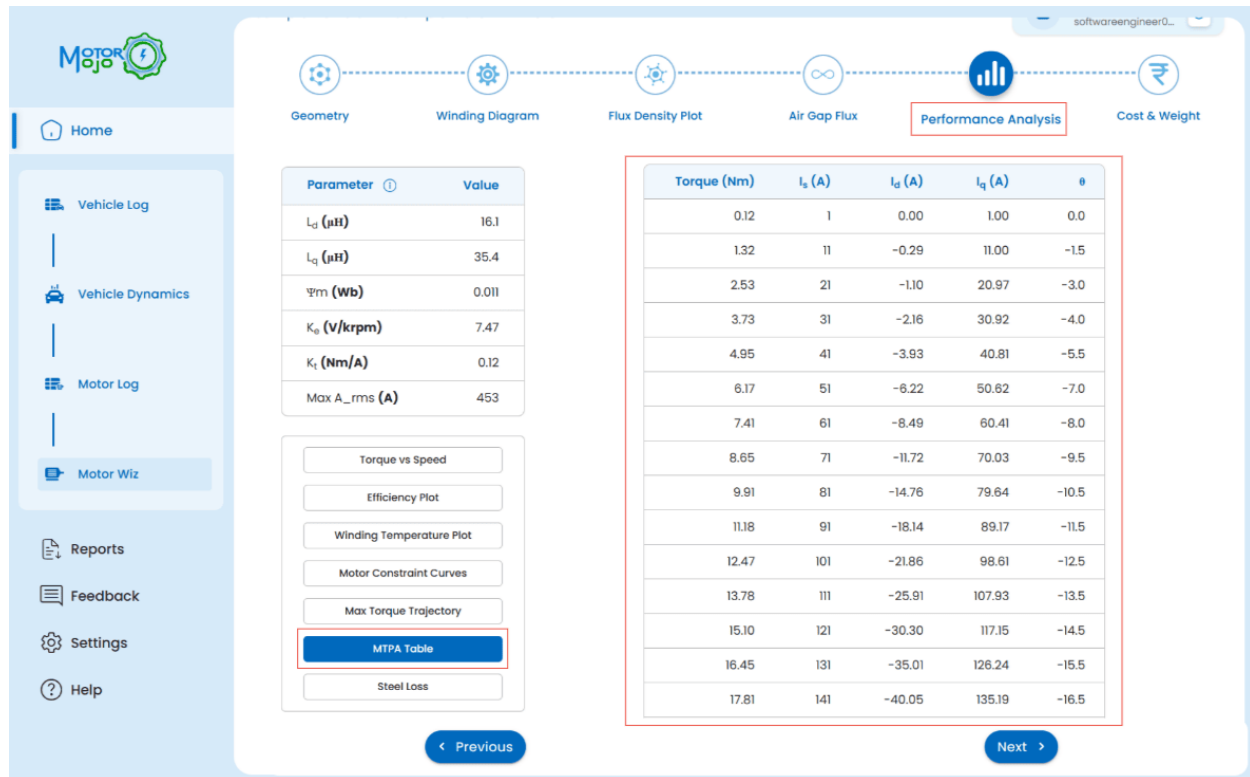 softwareengineer0...
MOTOR
MOJO
Home
Vehicle Log
Vehicle Dynamics
Motor Log
Motor Wiz
Reports
Feedback
Settings
Help
Geometry
Winding Diagram
Flux Density Plot
Air Gap Flux
Performance Analysis
Cost & Weight
Parameter Value
Ld (μH) 16.1
Lq (μH) 35.4
Ψm (Wb) 0.011
Ke (V/krpm) 7.47
Kt (Nm/A) 0.12
Max A_rms (A) 453
Torque vs Speed
Efficiency Plot
Winding Temperature Plot
Motor Constraint Curves
Max Torque Trajectory
MTPA Table
Steel Loss
Torque (Nm) Is (A) Id (A) Iq (A) θ
0.12 1 0.00 1.00 0.0
1.32 11 -0.29 11.00 -1.5
2.53 21 -1.10 20.97 -3.0
3.73 31 -2.16 30.92 -4.0
4.95 41 -3.93 40.81 -5.5
6.17 51 -6.22 50.62 -7.0
7.41 61 -8.49 60.41 -8.0
8.65 71 -11.72 70.03 -9.5
9.91 81 -14.76 79.64 -10.5
11.18 91 -18.14 89.17 -11.5
12.47 101 -21.86 98.61 -12.5
13.78 111 -25.91 107.93 -13.5
15.10 121 -30.30 117.15 -14.5
16.45 131 -35.01 126.24 -15.5
17.81 141 -40.05 135.19 -16.5
Previous
Next